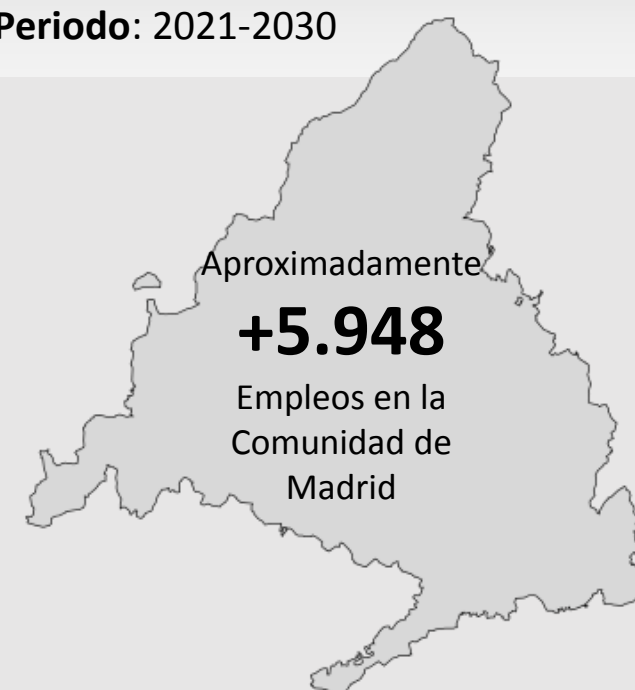 Periodo: 2021-2030
Aproximadamente
+5.948
Empleos en la
Comunidad de
Madrid